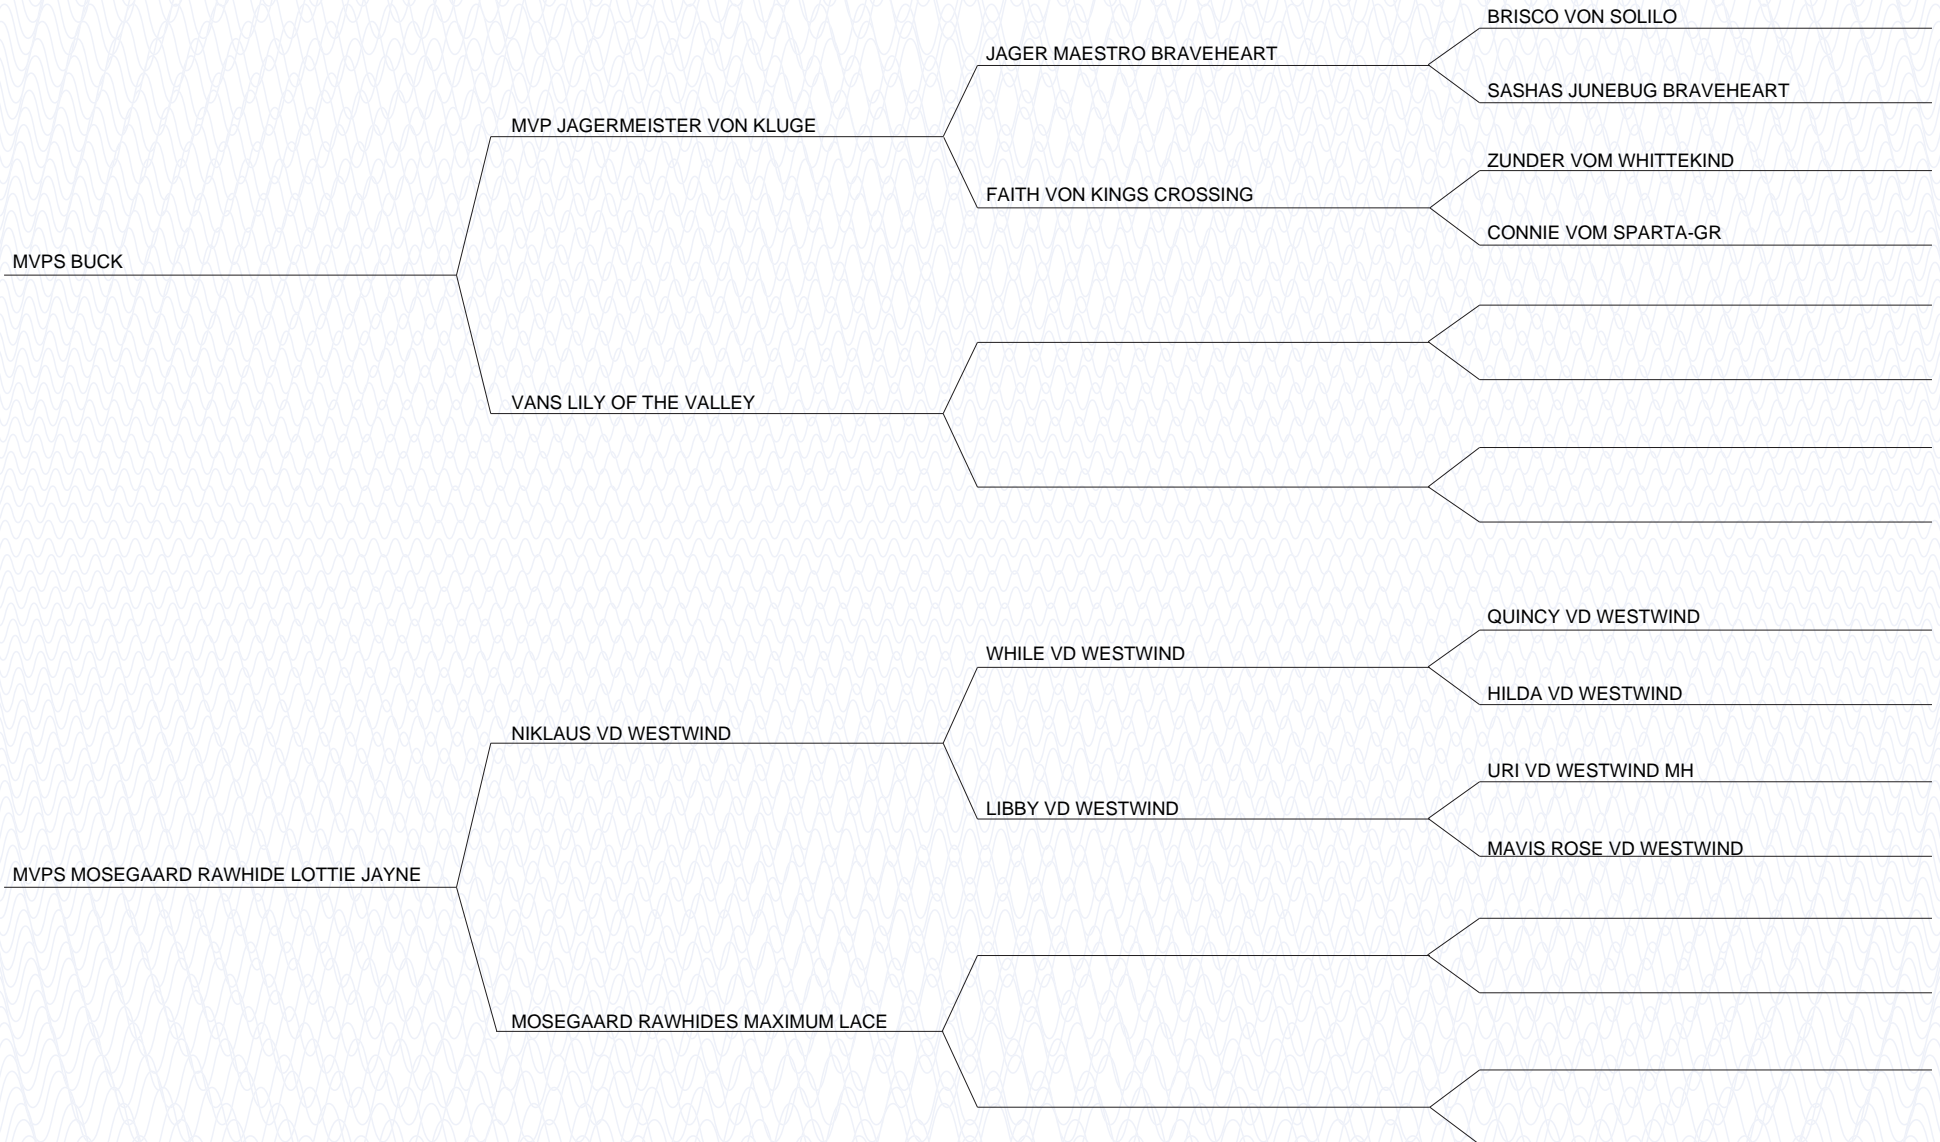 BRISCO VON SOLILO
JAGER MAESTRO BRAVEHEART
SASHAS JUNEBUG BRAVEHEART
MVP JAGERMEISTER VON KLUGE
ZUNDER VOM WHITTEKIND
FAITH VON KINGS CROSSING
CONNIE VOM SPARTA-GR
MVPS BUCK
VANS LILY OF THE VALLEY
QUINCY VD WESTWIND
WHILE VD WESTWIND
HILDA VD WESTWIND
NIKLAUS VD WESTWIND
URI VD WESTWIND MH
LIBBY VD WESTWIND
MAVIS ROSE VD WESTWIND
MVPS MOSEGAARD RAWHIDE LOTTIE JAYNE
MOSEGAARD RAWHIDES MAXIMUM LACE